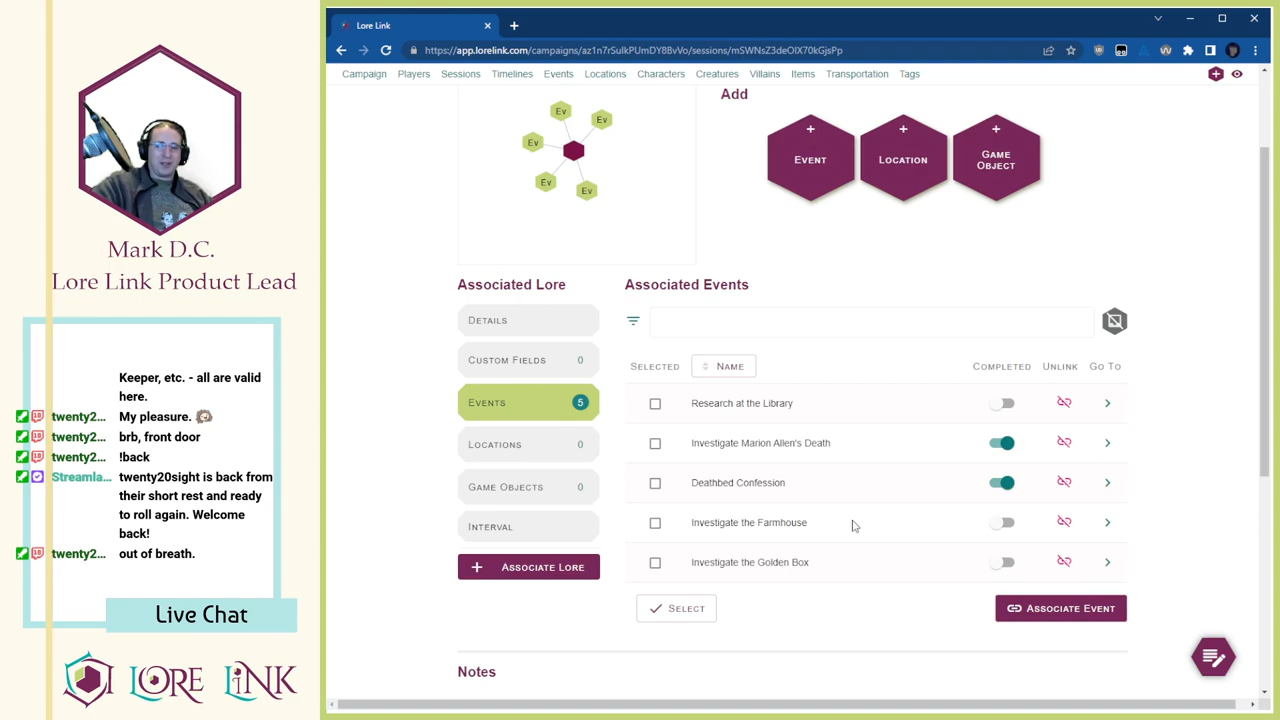 Mark D.C.
Lore Link Product Lead
Keeper, etc. - all are valid
here.
twenty2... My pleasure.
twenty2... brb, front door
twenty2... !back
Streamla... twenty20sight is back from
their short rest and ready
to roll again. Welcome
back!
twenty2... out of breath.
Live Chat
LORE LINK
Lore Link
https://app.lorelink.com/campaigns/az1n7rSulkPUmDY8BvVo/sessions/mSWNsZ3deOIX70kGjsPp
Campaign Players Sessions Timelines Events Locations Characters Creatures Villains Items Transportation Tags
Add
Ev
Ev
Ev
Ev
Ev
+ EVENT
+ LOCATION
+ GAME
OBJECT
Associated Lore
DETAILS
CUSTOM FIELDS 0
EVENTS 5
LOCATIONS 0
GAME OBJECTS 0
INTERVAL
+ ASSOCIATE LORE
Associated Events
SELECTED NAME COMPLETED UNLINK GO TO
Research at the Library
Investigate Marion Allen's Death
Deathbed Confession
Investigate the Farmhouse
Investigate the Golden Box
SELECT
ASSOCIATE EVENT
Notes